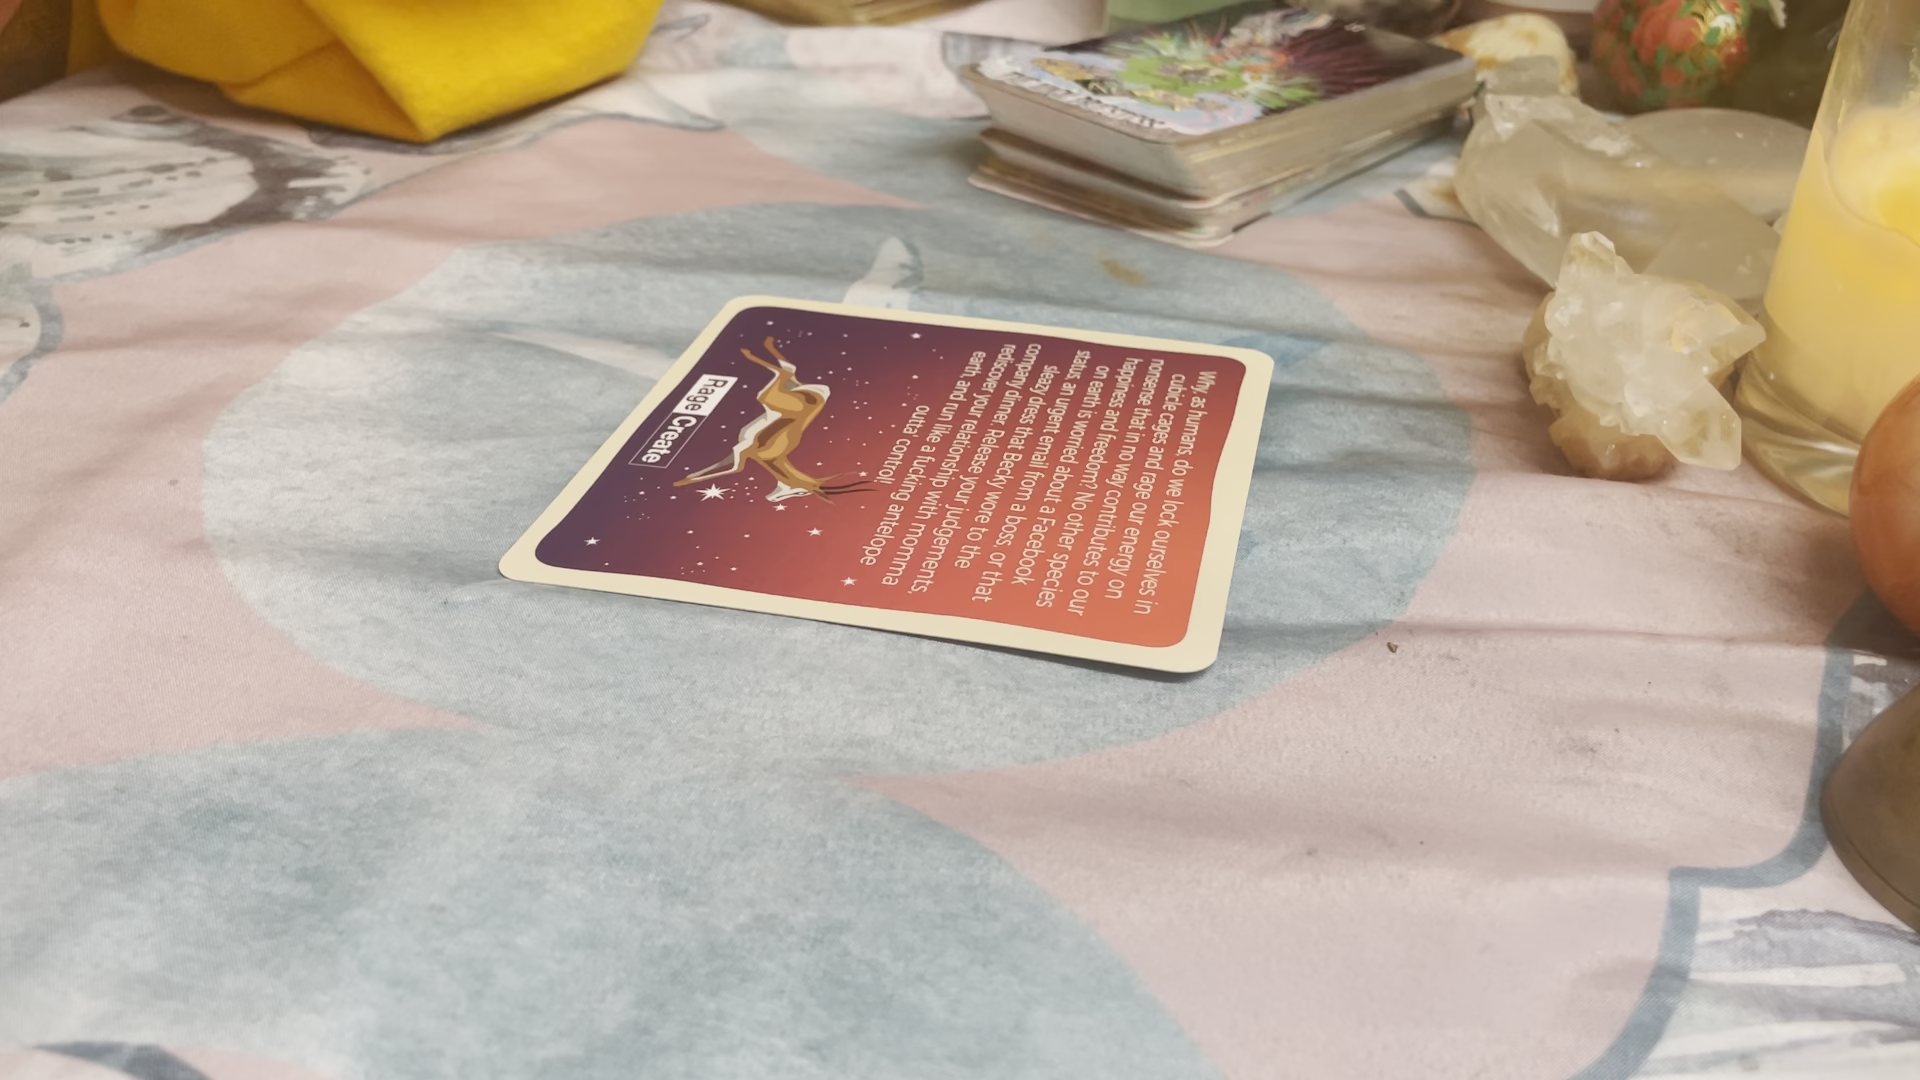 Why, as humans, do we lock ourselves in
cubicle cages and rage our energy on
nonsense that in no way contributes to our
happiness and freedom? No other species
on earth is worried about a Facebook
status, an urgent email from a boss, or that
sleazy dress that Becky wore to the
company dinner. Release your judgements,
rediscover your relationship with momma
earth, and run like a fucking antelope
outta' control!
Rage Create